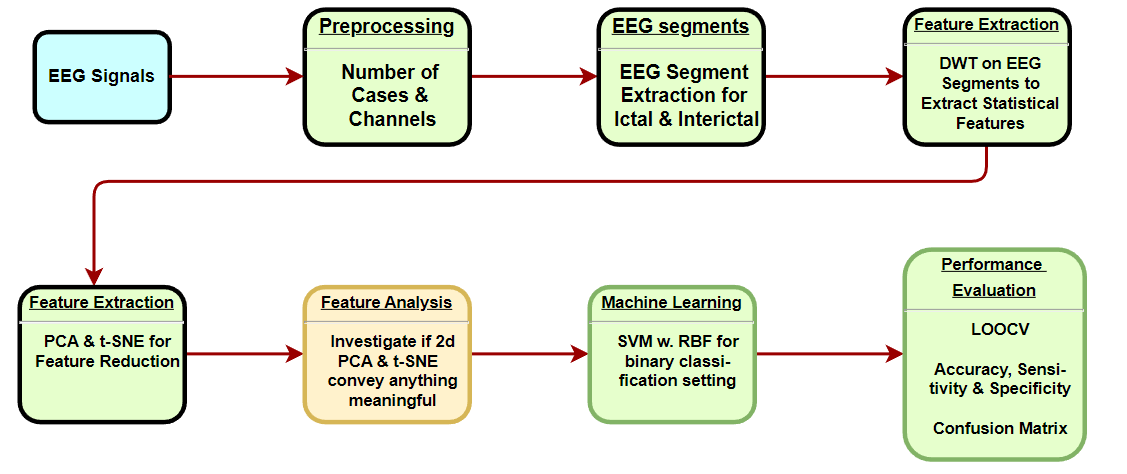 EEG Signals
Preprocessing
Number of
Cases &
Channels
EEG segments
EEG Segment
Extraction for
Ictal & Interictal
Feature Extraction
DWT on EEG
Segments to
Extract Statistical
Features
Feature Extraction
PCA & t-SNE for
Feature Reduction
Feature Analysis
Investigate if 2d
PCA & t-SNE
convey anything
meaningful
Machine Learning
SVM w. RBF for
binary classi-
fication setting
Performance
Evaluation
LOOCV
Accuracy, Sensi-
tivity & Specificity
Confusion Matrix